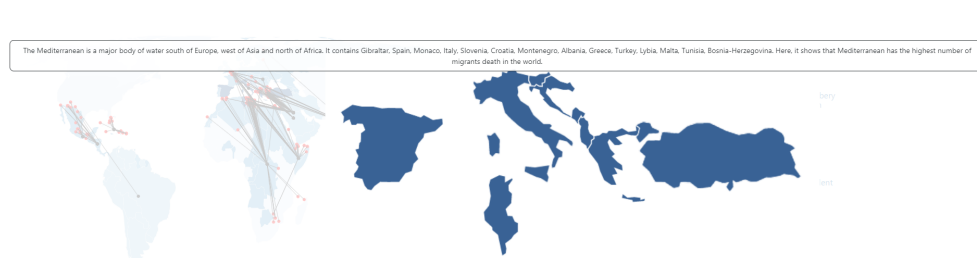 The Mediterranean is a major body of water south of Europe, west of Asia and north of Africa. It contains Gibraltar, Spain, Monaco, Italy, Slovenia, Croatia, Montenegro, Albania, Greece, Turkey, Lybia, Malta, Tunisia, Bosnia-Herzegovina. Here, it shows that Mediterranean has the highest number of
migrants death in the world.